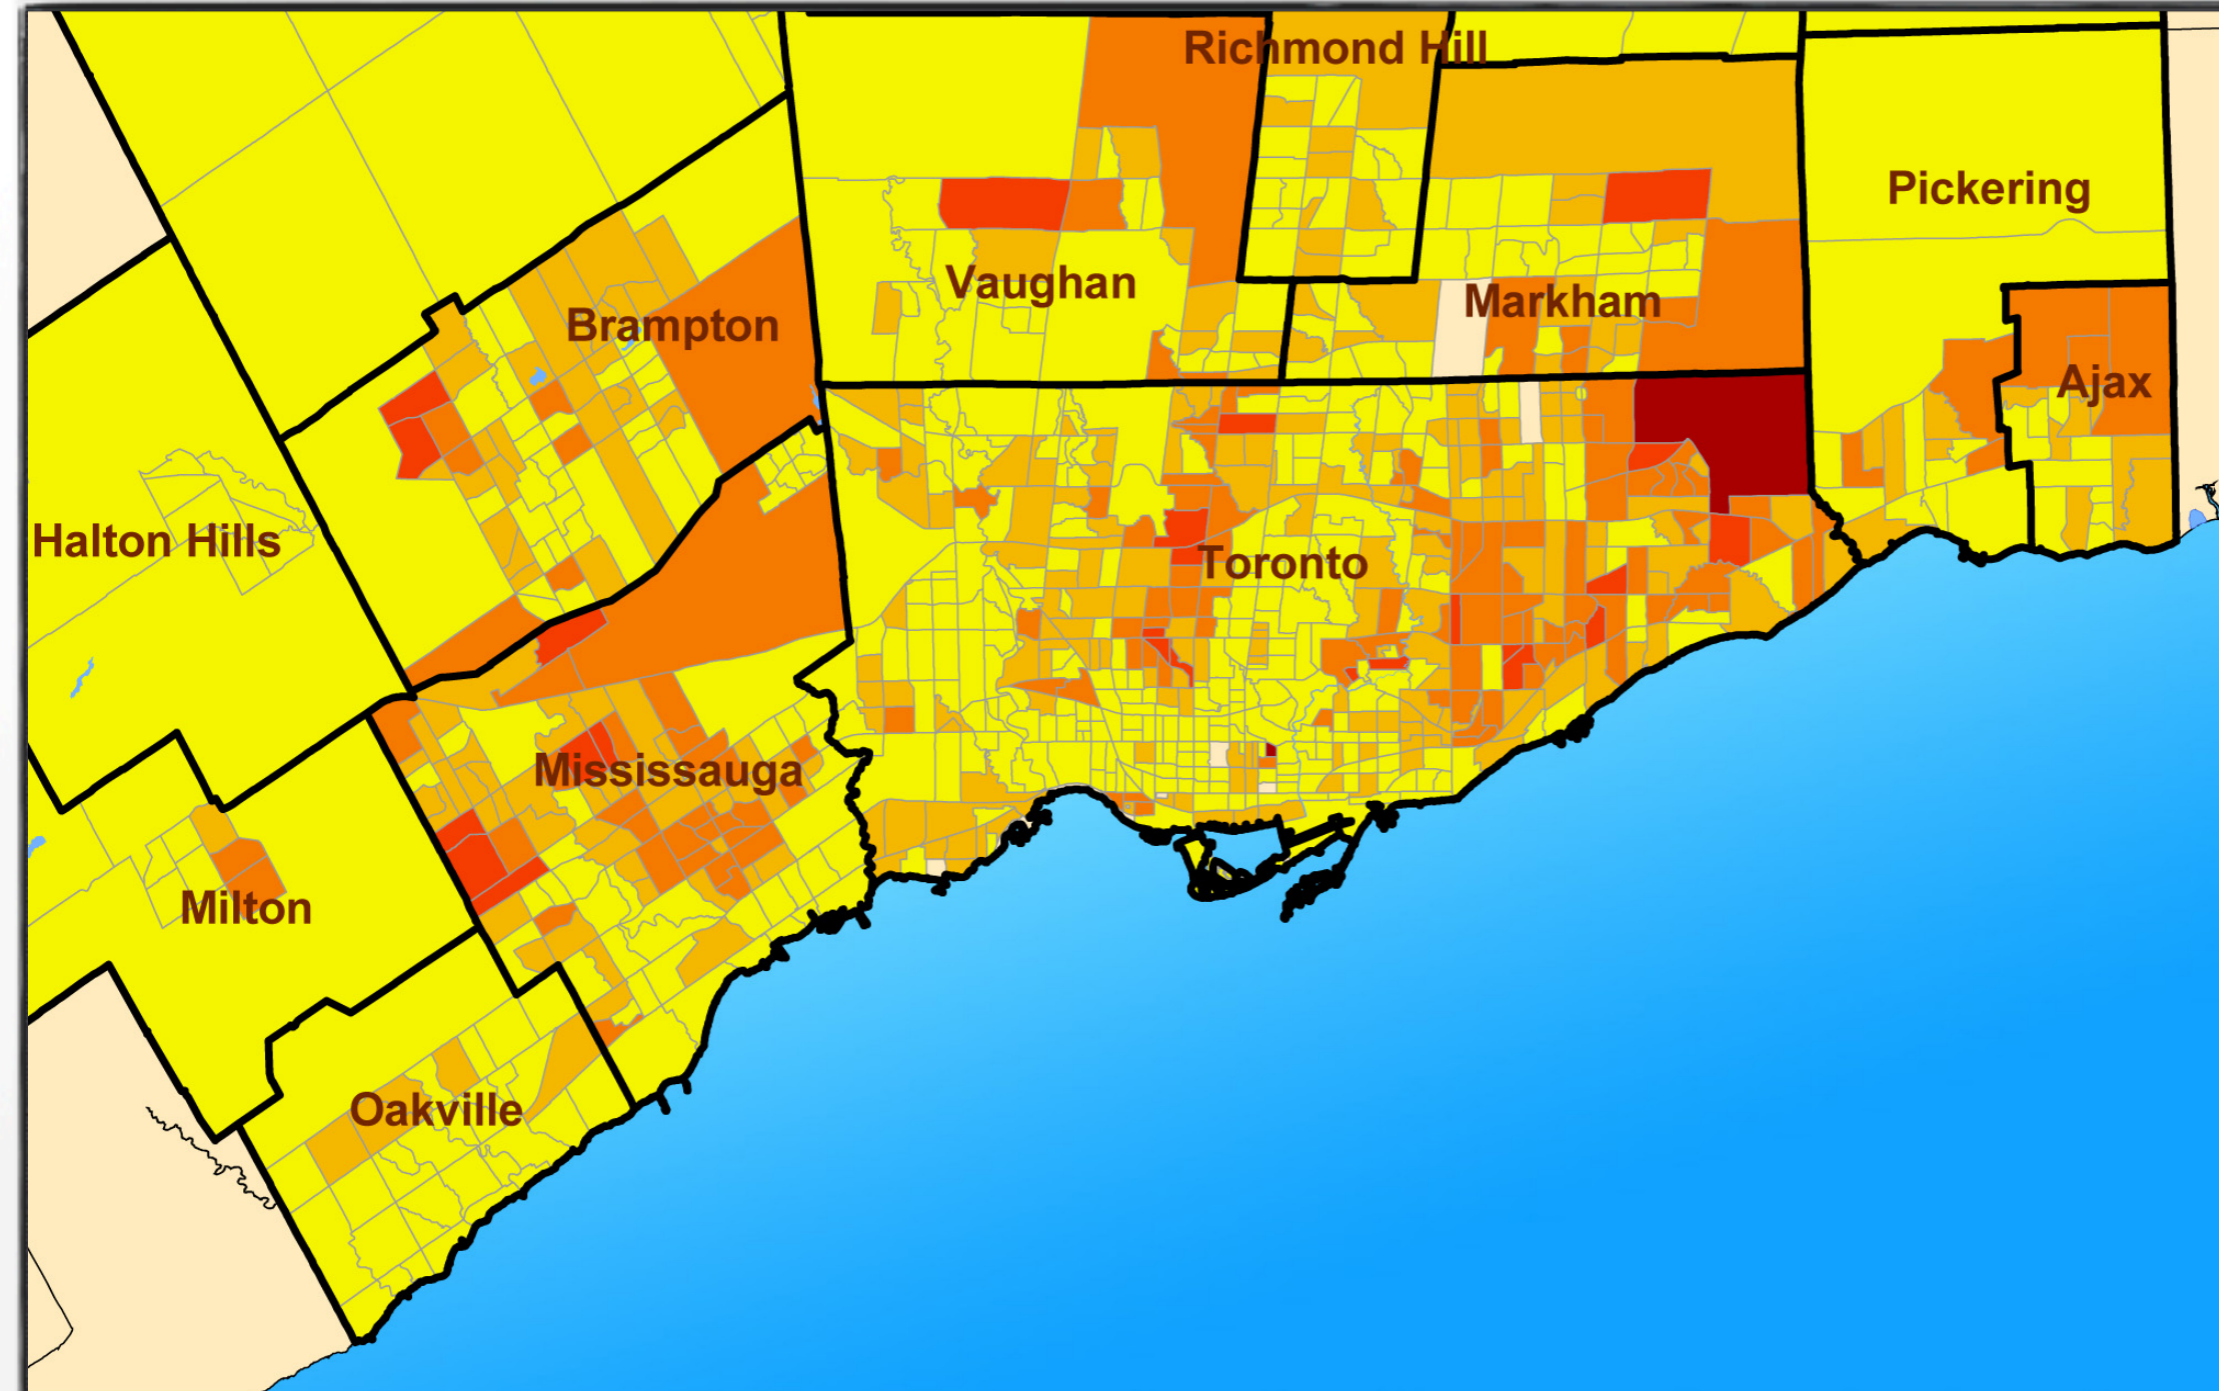 Richmond Hill
Pickering
Vaughan
Markham
Brampton
Ajax
Halton Hills
Toronto
Mississauga
Milton
Oakville